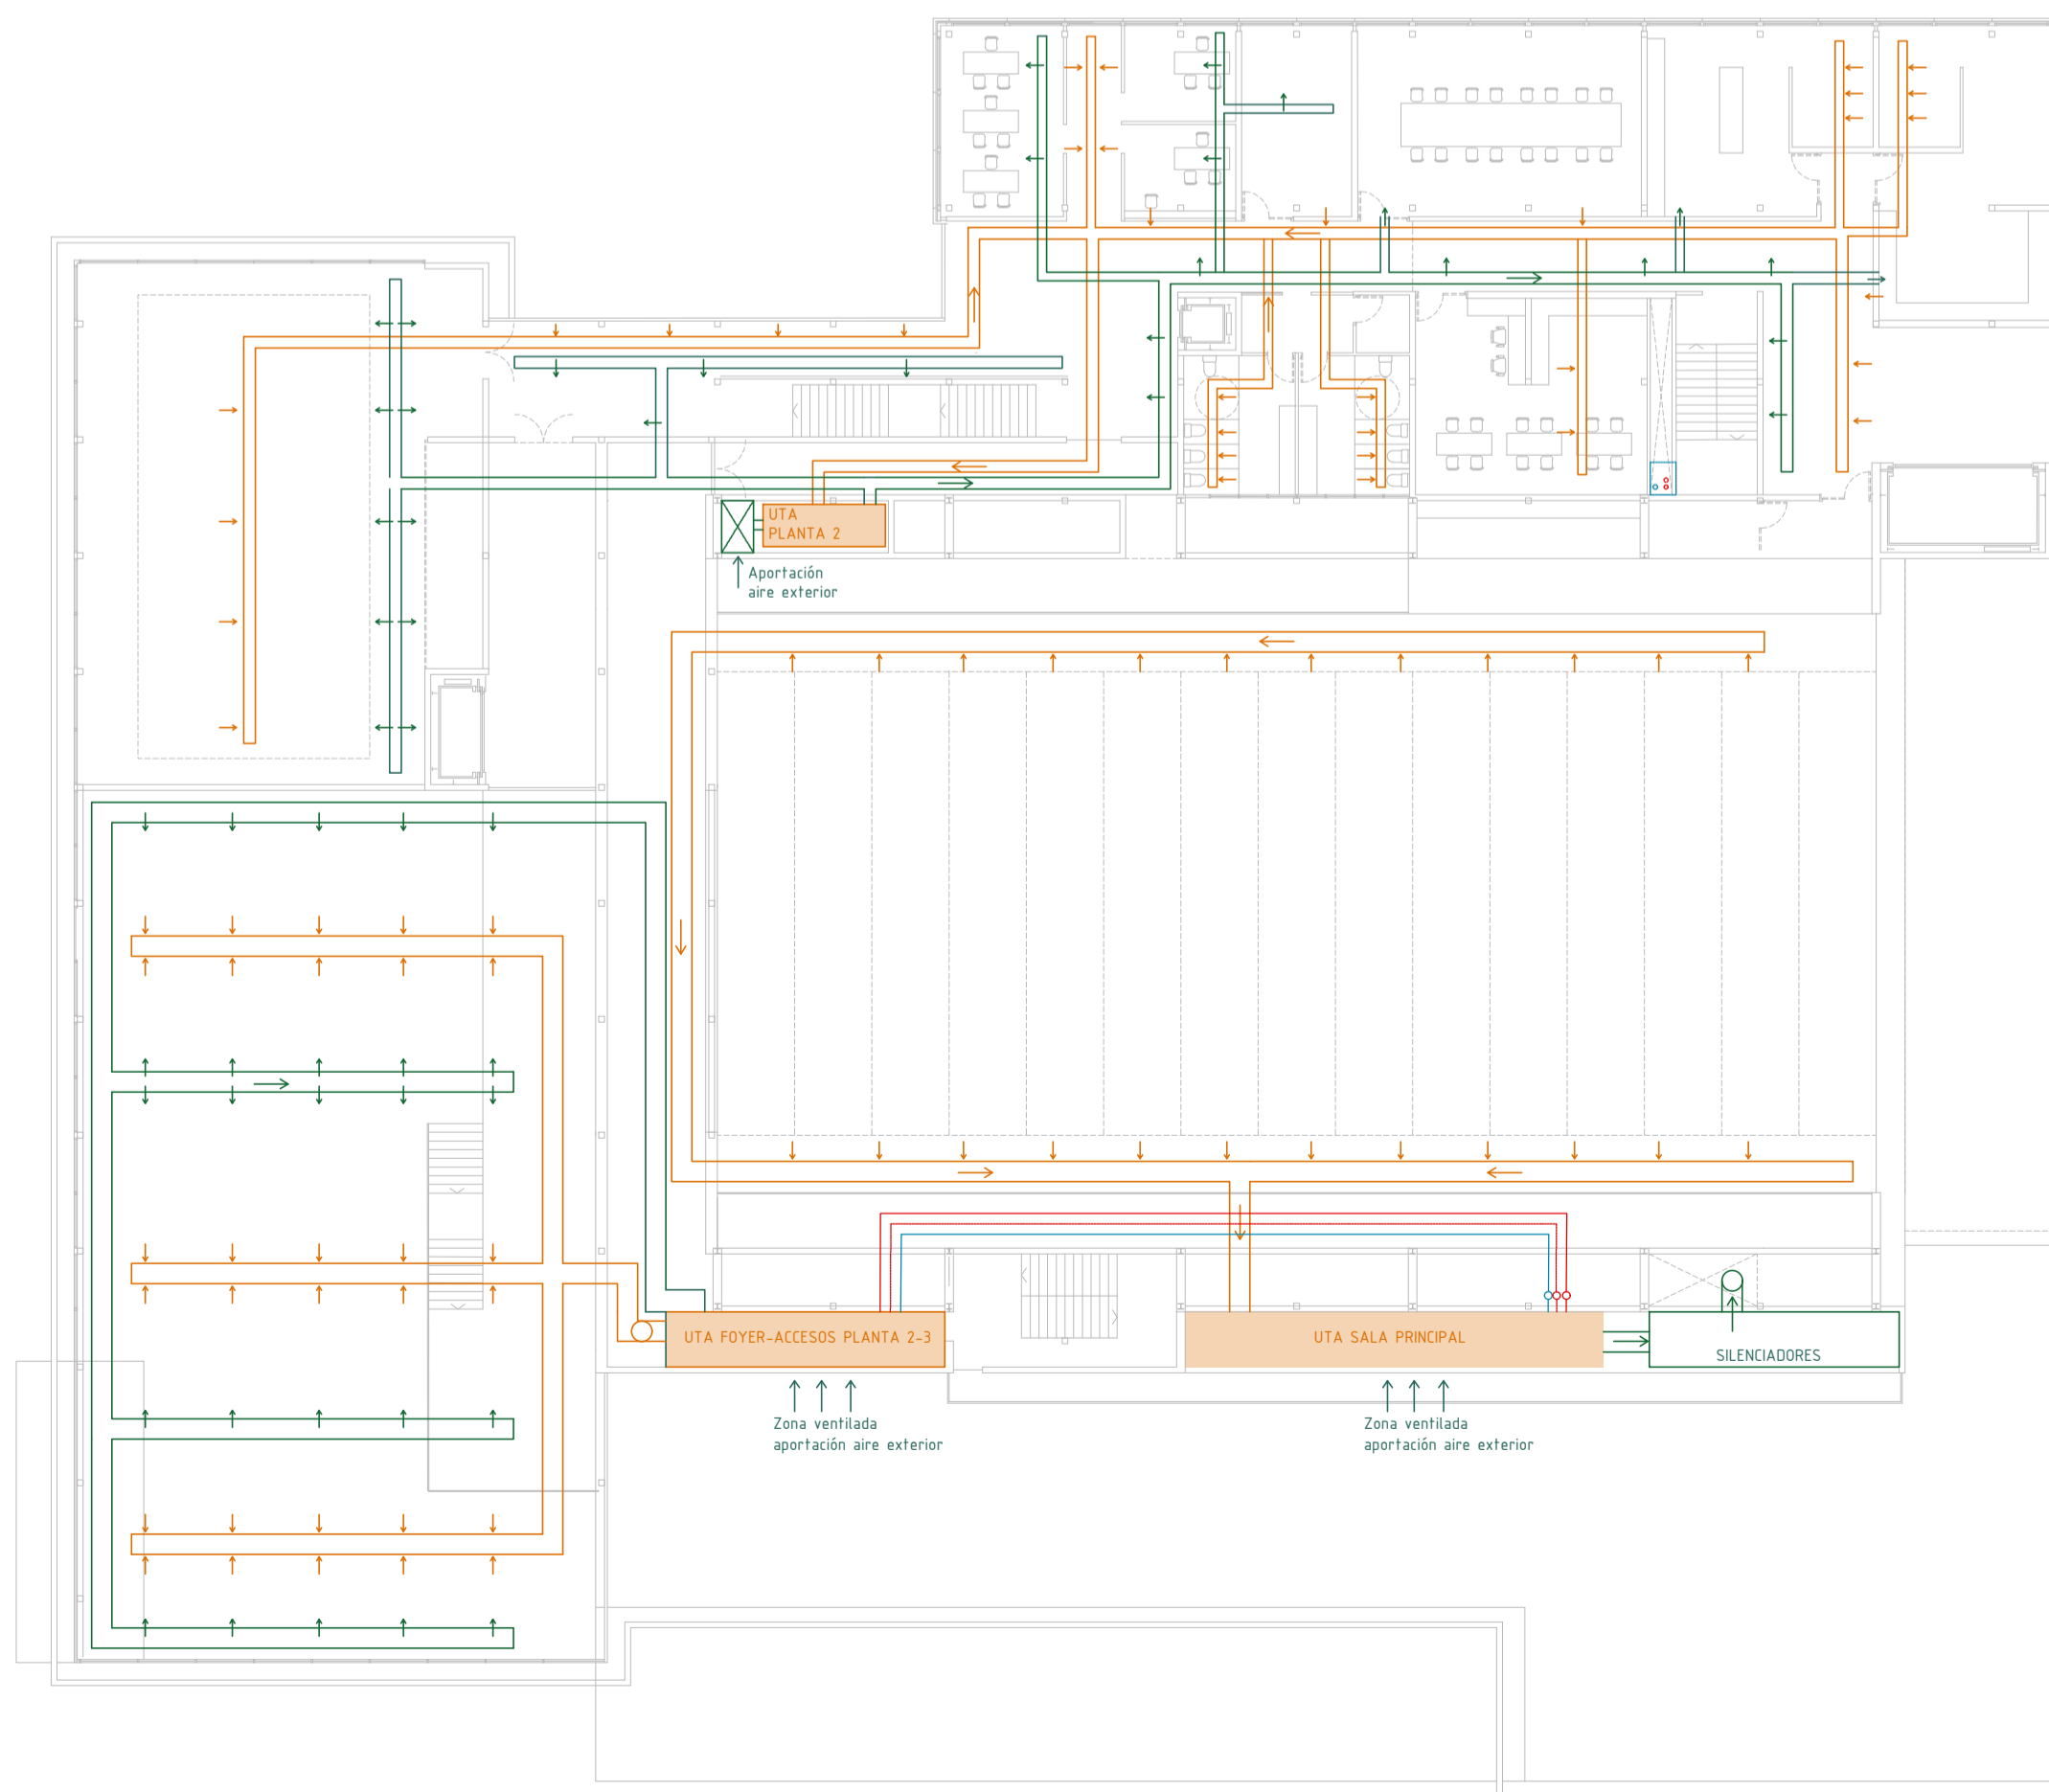 UTA
PLANTA 2
Aportación
aire exterior
UTA FOYER-ACCESOS PLANTA 2-3
UTA SALA PRINCIPAL
SILENCIADORES
Zona ventilada
aportación aire exterior
Zona ventilada
aportación aire exterior